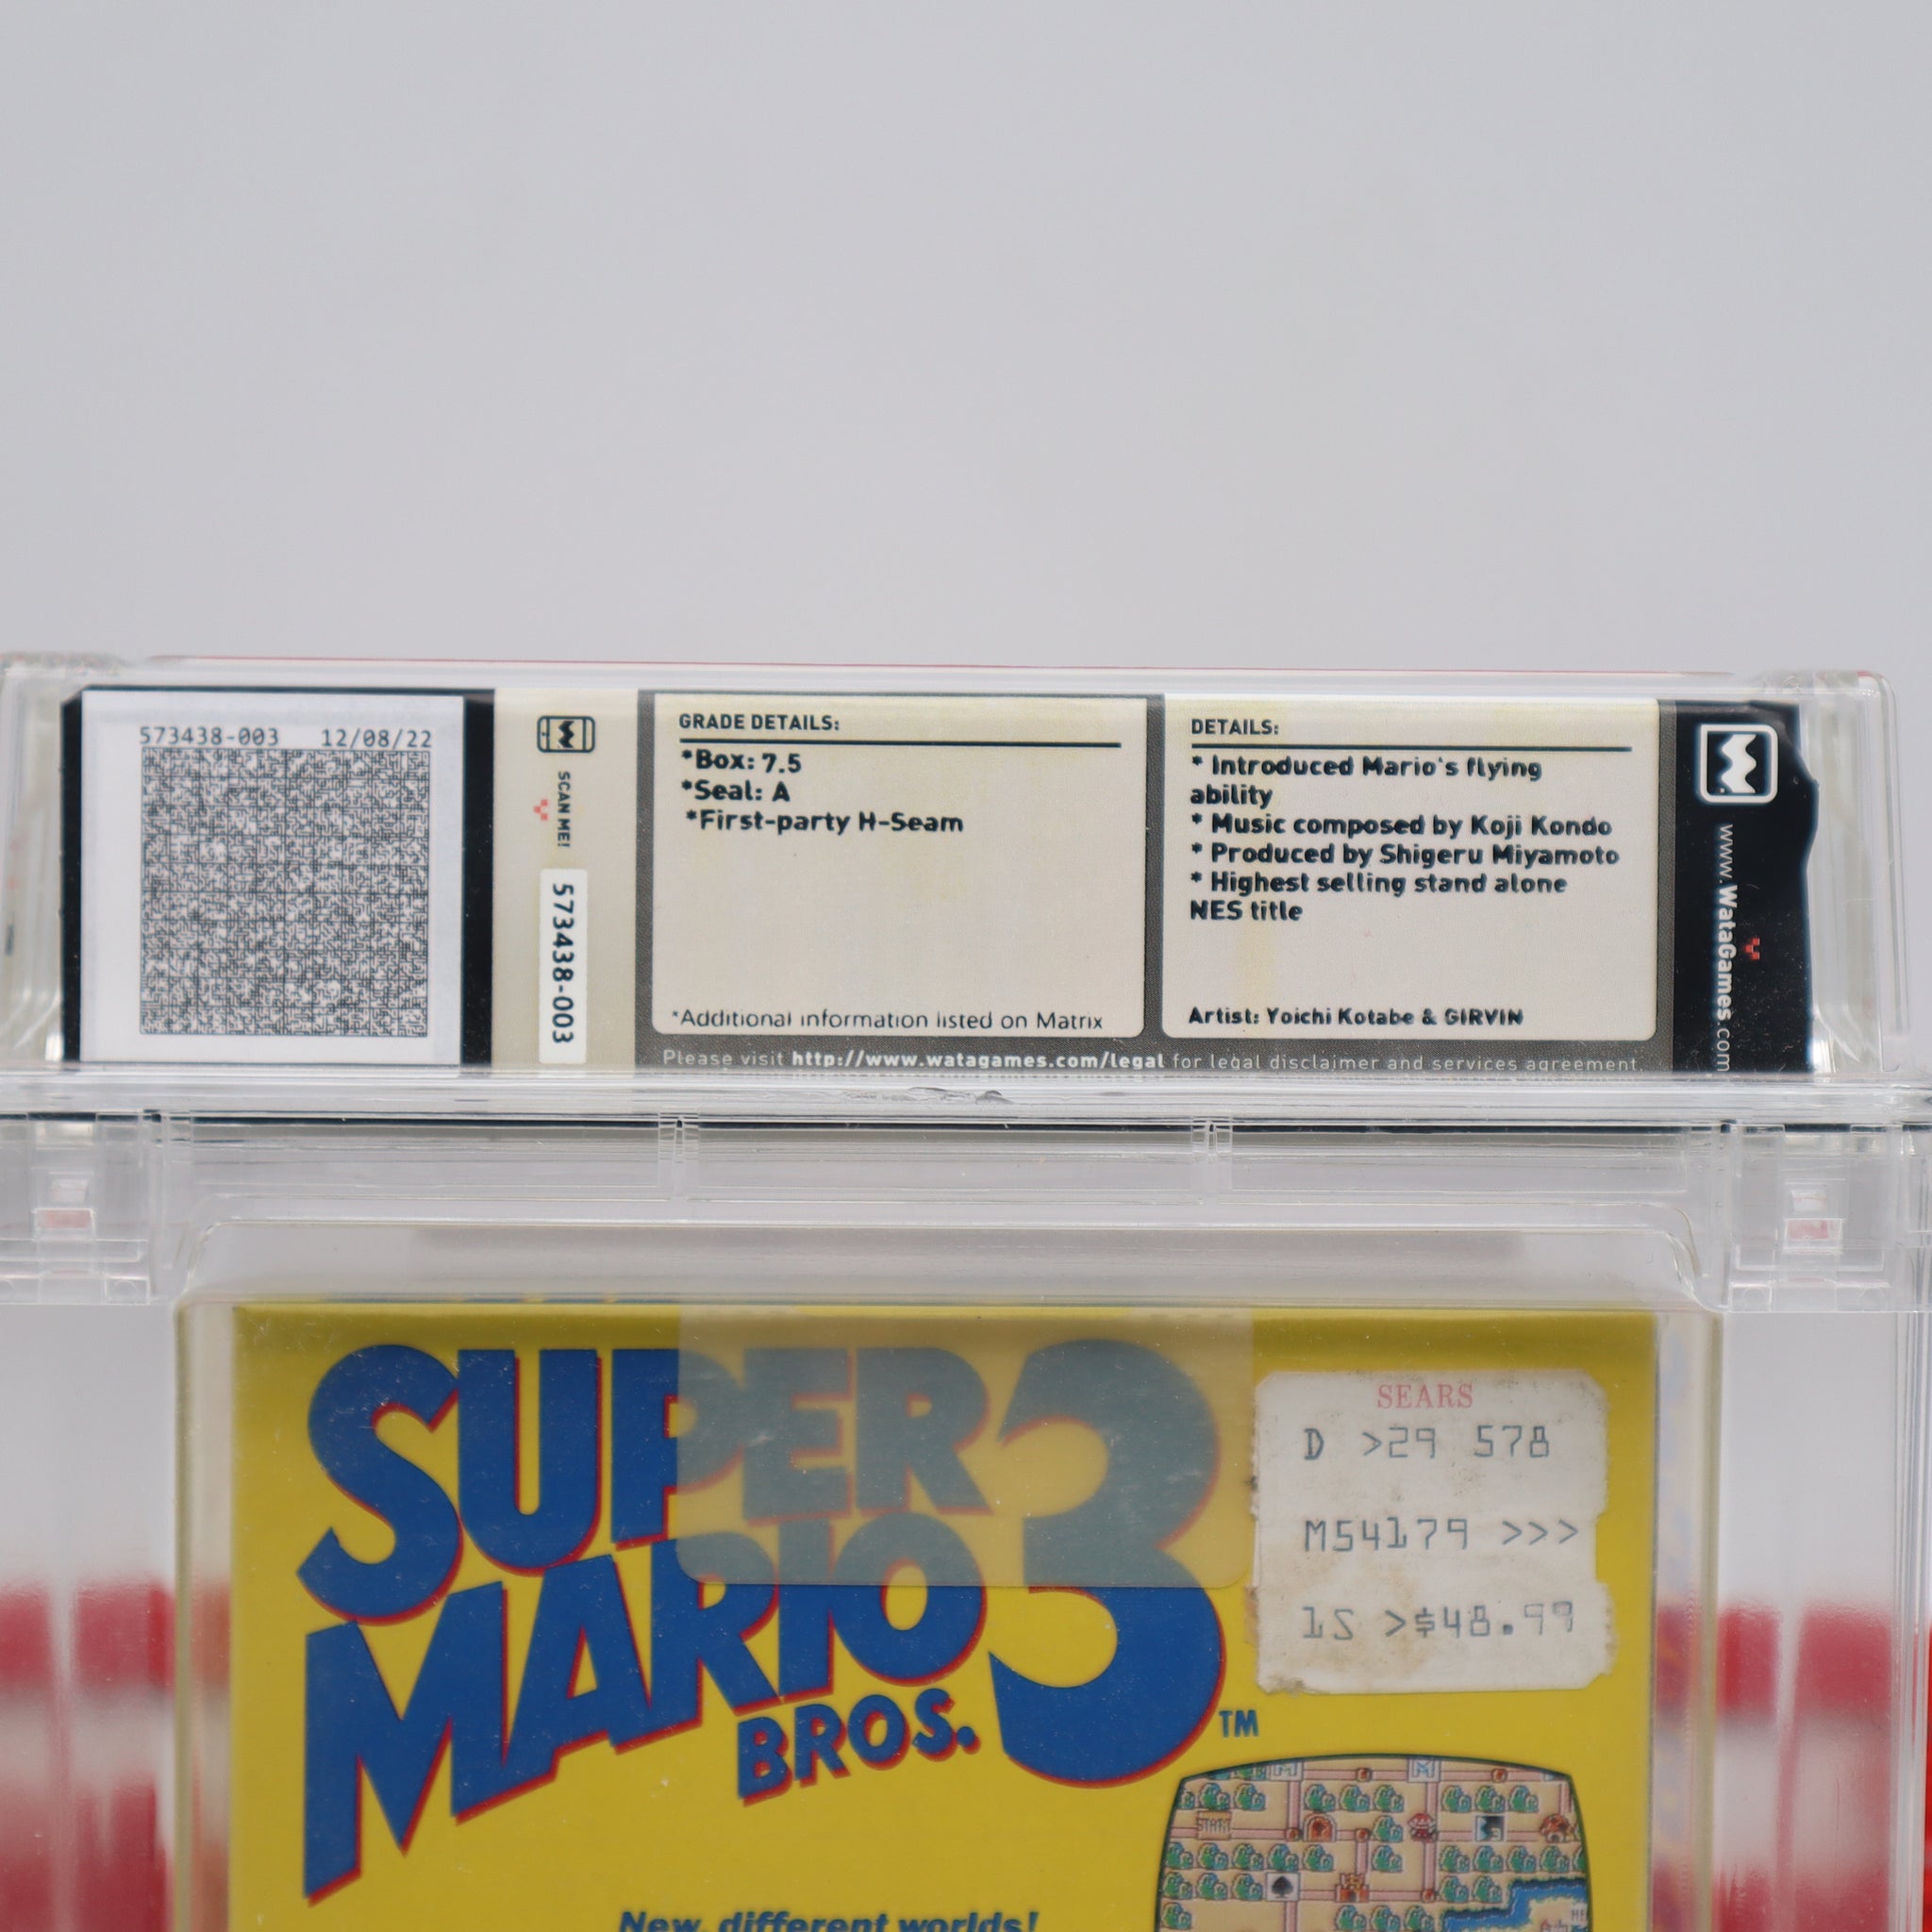 573438-003 12/08/22
SCAN ME!
573438-003
GRADE DETAILS:
*Box: 7.5
*Seal: A
*First-party H-Seam
*Additional information listed on Matrix
DETAILS:
* Introduced Mario's flying
ability
* Music composed by Koji Kondo
* Produced by Shigeru Miyamoto
* Highest selling stand alone
NES title
Artist: Yoichi Kotabe & GIRVIN
Please visit http://www.watagames.com/legal for legal disclaimer and services agreement.
www.WataGames.com
SUPER
MARIO
BROS. 3
TM
SEARS
D >29 578
M54179 >>>
1S >$48.99
START
New, different worlds!